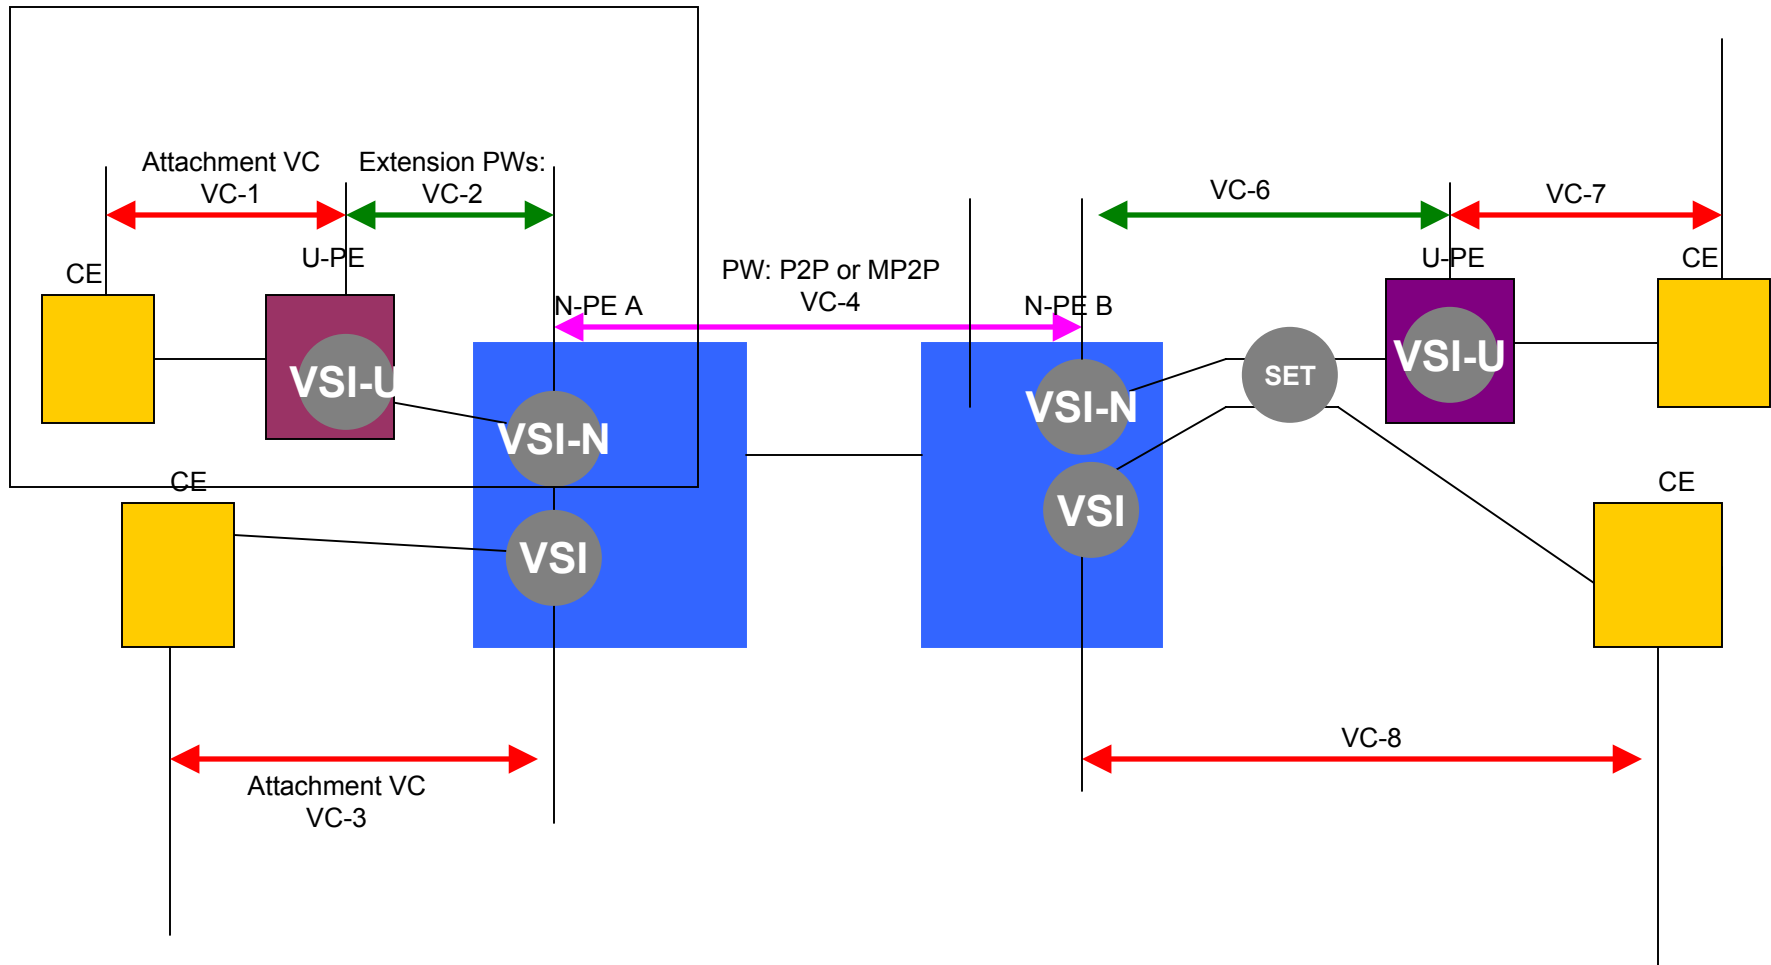 Attachment VC
VC-1
Extension PWs:
VC-2
VC-6
VC-7
CE
U-PE
PW: P2P or MP2P
VC-4
U-PE
CE
N-PE A
N-PE B
VSI-U
VSI-N
VSI-N
SET
VSI-U
CE
VSI
VSI
CE
Attachment VC
VC-3
VC-8